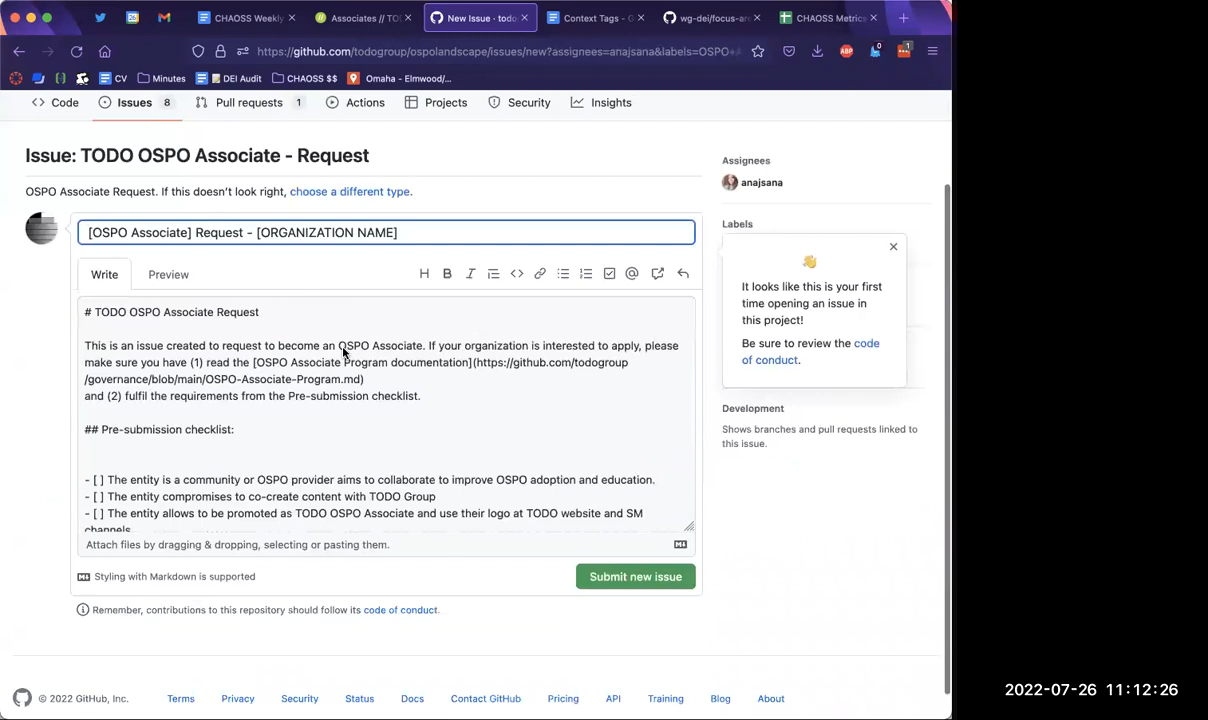 CHAOSS Weekly
Associates // TO
New Issue · todo
Context Tags - G
wg-dei/focus-are
CHAOSS Metrics
https://github.com/todogroup/ospolandscape/issues/new?assignees=anajsana&labels=OSPO+
ABP
0
1
CV
Minutes
DEI Audit
CHAOSS $$
Omaha - Elmwood/...
Code
Issues 8
Pull requests 1
Actions
Projects
Security
Insights
Issue: TODO OSPO Associate - Request
OSPO Associate Request. If this doesn't look right, choose a different type.
[OSPO Associate] Request - [ORGANIZATION NAME]
Write
Preview
# TODO OSPO Associate Request
This is an issue created to request to become an OSPO Associate. If your organization is interested to apply, please
make sure you have (1) read the [OSPO Associate Program documentation](https://github.com/todogroup
/governance/blob/main/OSPO-Associate-Program.md)
and (2) fulfil the requirements from the Pre-submission checklist.
## Pre-submission checklist:
- [ ] The entity is a community or OSPO provider aims to collaborate to improve OSPO adoption and education.
- [ ] The entity compromises to co-create content with TODO Group
- [ ] The entity allows to be promoted as TODO OSPO Associate and use their logo at TODO website and SM
channels.
Attach files by dragging & dropping, selecting or pasting them.
Styling with Markdown is supported
Submit new issue
Remember, contributions to this repository should follow its code of conduct.
Assignees
anajsana
Labels
It looks like this is your first
time opening an issue in
this project!
Be sure to review the code
of conduct.
Development
Shows branches and pull requests linked to
this issue.
© 2022 GitHub, Inc.
Terms
Privacy
Security
Status
Docs
Contact GitHub
Pricing
API
Training
Blog
About
2022-07-26 11:12:26